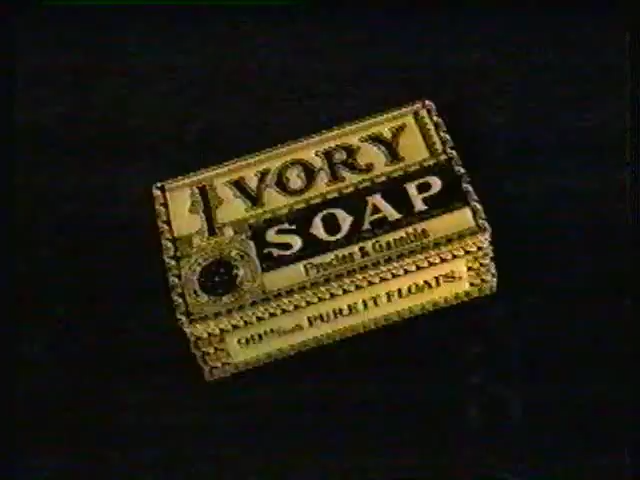 IVORY
SOAP
Procter & Gamble
99 44/100% PURE IT FLOATS.